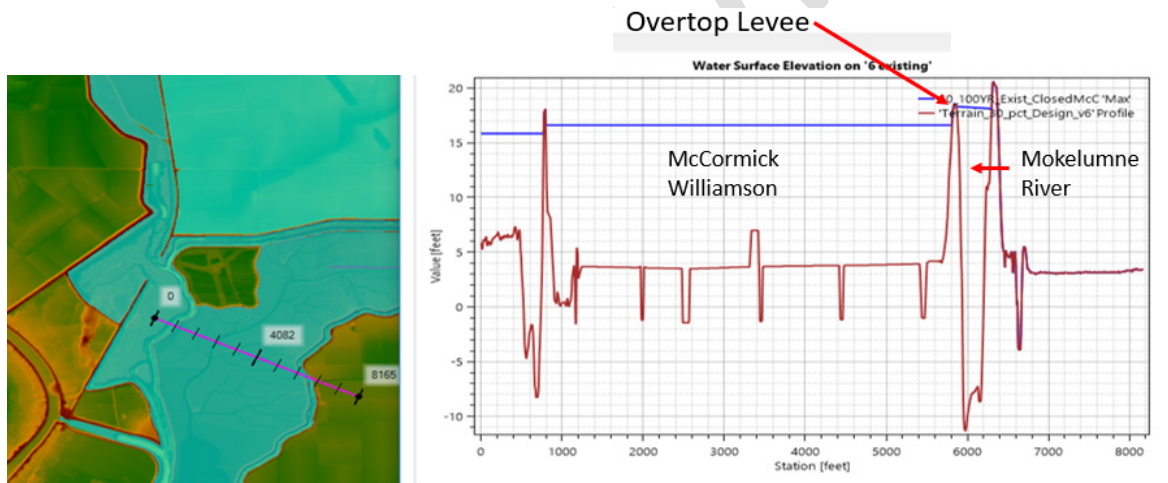 Overtop Levee
Water Surface Elevation on '6 existing'
'Terrain_30_pct_Design_v6' Profile
McCormick
Williamson
Mokelumne
River
Value [feet]
20
15
10
5
0
-5
-10
0
1000
2000
3000
4000
5000
6000
7000
8000
Station [feet]
0
4082
8165